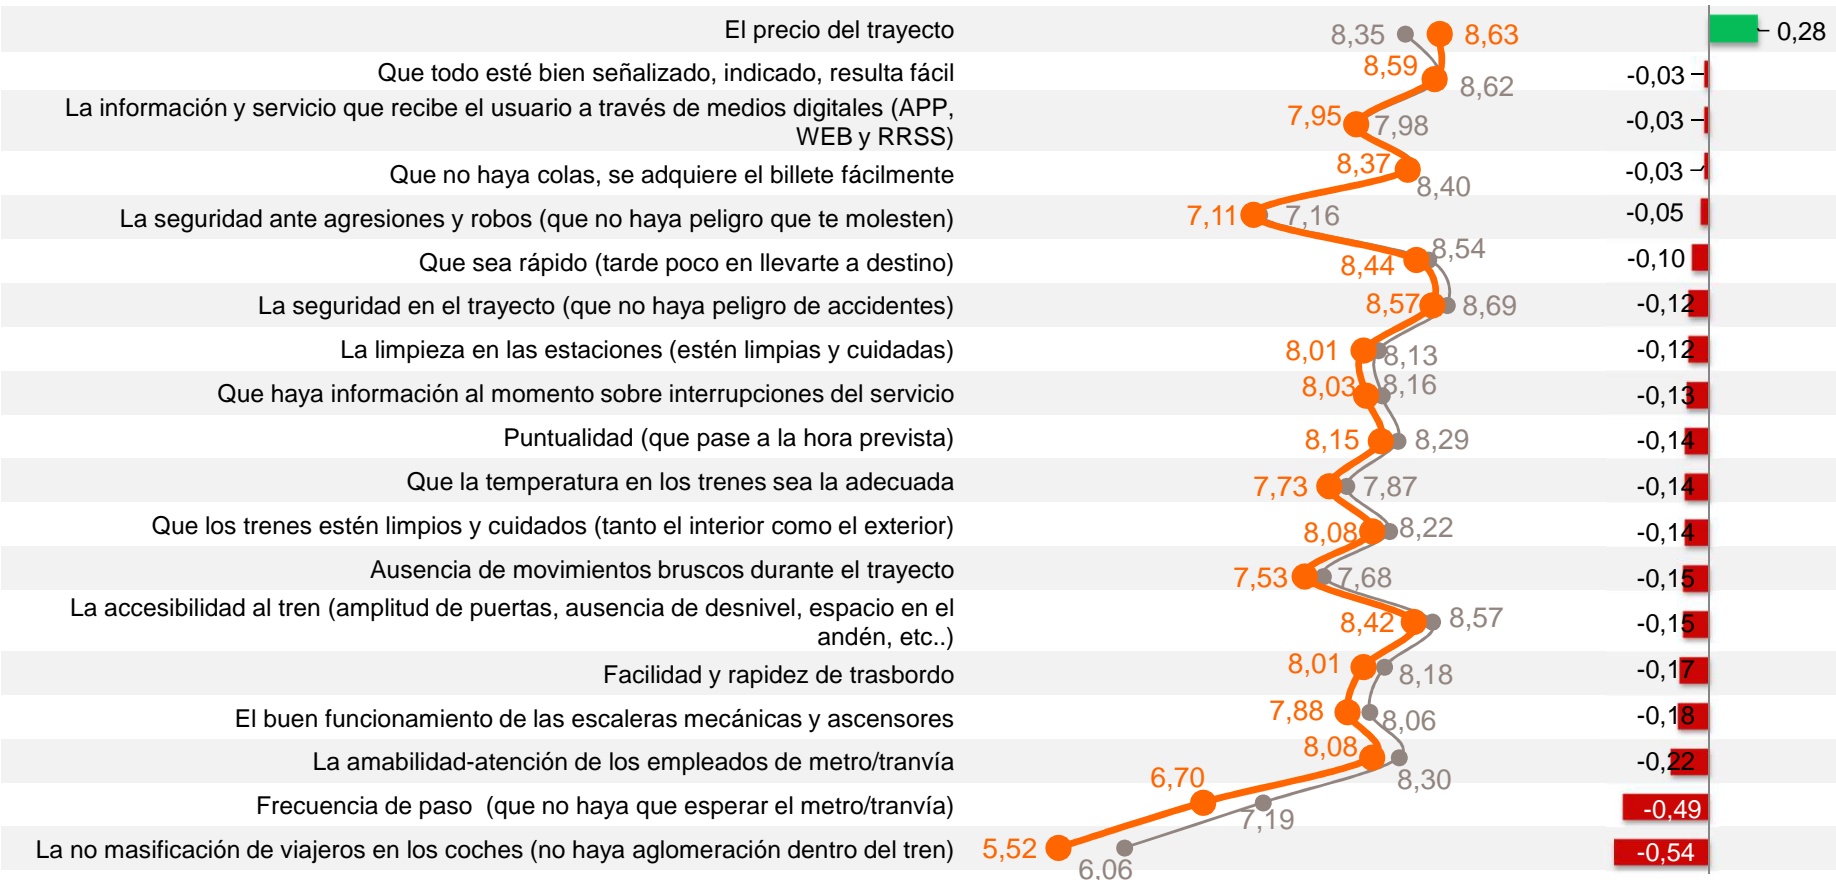 El precio del trayecto 8,35 8,63 0,28
Que todo esté bien señalizado, indicado, resulta fácil 8,59 8,62 -0,03
La información y servicio que recibe el usuario a través de medios digitales (APP,
WEB y RRSS) 7,95 7,98 -0,03
Que no haya colas, se adquiere el billete fácilmente 8,37 8,40 -0,03
La seguridad ante agresiones y robos (que no haya peligro que te molesten) 7,11 7,16 -0,05
Que sea rápido (tarde poco en llevarte a destino) 8,44 8,54 -0,10
La seguridad en el trayecto (que no haya peligro de accidentes) 8,57 8,69 -0,12
La limpieza en las estaciones (estén limpias y cuidadas) 8,01 8,13 -0,12
Que haya información al momento sobre interrupciones del servicio 8,03 8,16 -0,13
Puntualidad (que pase a la hora prevista) 8,15 8,29 -0,14
Que la temperatura en los trenes sea la adecuada 7,73 7,87 -0,14
Que los trenes estén limpios y cuidados (tanto el interior como el exterior) 8,08 8,22 -0,14
Ausencia de movimientos bruscos durante el trayecto 7,53 7,68 -0,15
La accesibilidad al tren (amplitud de puertas, ausencia de desnivel, espacio en el
andén, etc..) 8,42 8,57 -0,15
Facilidad y rapidez de trasbordo 8,01 8,18 -0,17
El buen funcionamiento de las escaleras mecánicas y ascensores 7,88 8,06 -0,18
La amabilidad-atención de los empleados de metro/tranvía 8,08 8,30 -0,22
Frecuencia de paso (que no haya que esperar el metro/tranvía) 6,70 7,19 -0,49
La no masificación de viajeros en los coches (no haya aglomeración dentro del tren) 5,52 6,06 -0,54